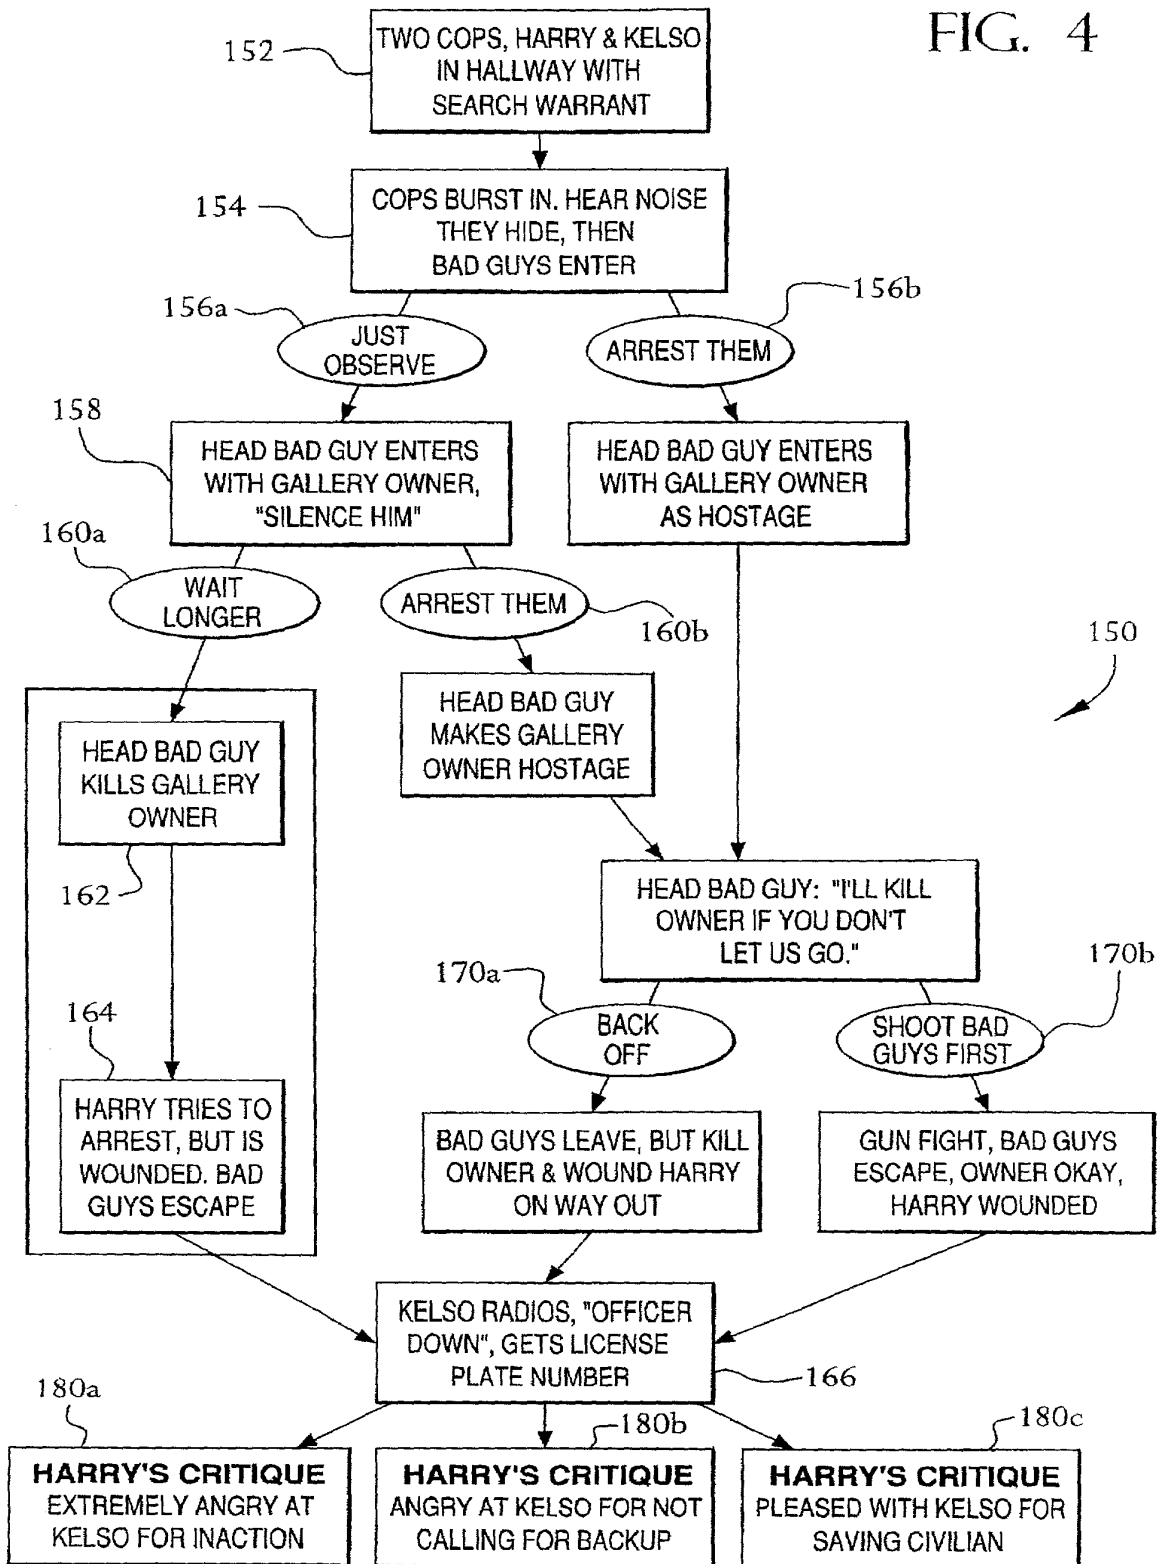 FIG. 4
152
TWO COPS, HARRY & KELSO
IN HALLWAY WITH
SEARCH WARRANT
154
COPS BURST IN. HEAR NOISE
THEY HIDE, THEN
BAD GUYS ENTER
156a
JUST
OBSERVE
156b
ARREST THEM
158
HEAD BAD GUY ENTERS
WITH GALLERY OWNER,
"SILENCE HIM"
HEAD BAD GUY ENTERS
WITH GALLERY OWNER
AS HOSTAGE
160a
WAIT
LONGER
ARREST THEM
160b
150
HEAD BAD GUY
KILLS GALLERY
OWNER
162
HEAD BAD GUY
MAKES GALLERY
OWNER HOSTAGE
HEAD BAD GUY: "I'LL KILL
OWNER IF YOU DON'T
LET US GO."
170a
BACK
OFF
170b
SHOOT BAD
GUYS FIRST
164
HARRY TRIES TO
ARREST, BUT IS
WOUNDED. BAD
GUYS ESCAPE
BAD GUYS LEAVE, BUT KILL
OWNER & WOUND HARRY
ON WAY OUT
GUN FIGHT, BAD GUYS
ESCAPE, OWNER OKAY,
HARRY WOUNDED
KELSO RADIOS, "OFFICER
DOWN", GETS LICENSE
PLATE NUMBER
166
180a
HARRY'S CRITIQUE
EXTREMELY ANGRY AT
KELSO FOR INACTION
180b
HARRY'S CRITIQUE
ANGRY AT KELSO FOR NOT
CALLING FOR BACKUP
180c
HARRY'S CRITIQUE
PLEASED WITH KELSO FOR
SAVING CIVILIAN